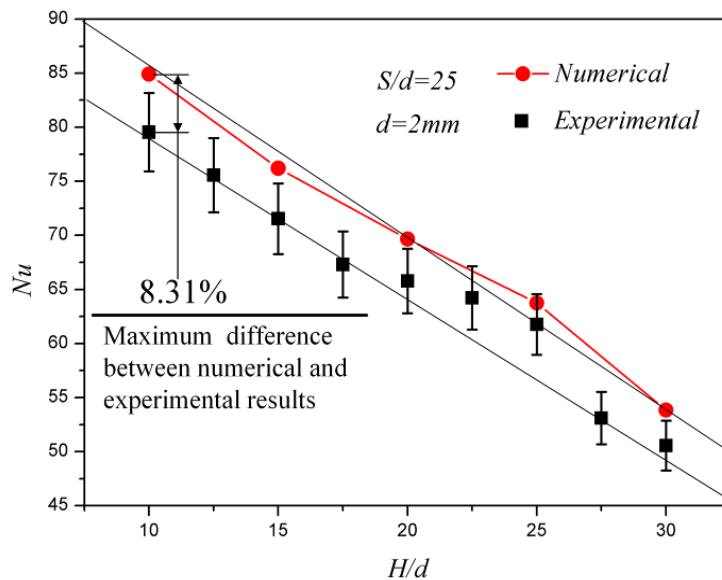 90
85
80
75
70
65
60
55
50
45
Nu
S/d=25
d=2mm
Numerical
Experimental
8.31%
Maximum difference
between numerical and
experimental results
10
15
20
25
30
H/d